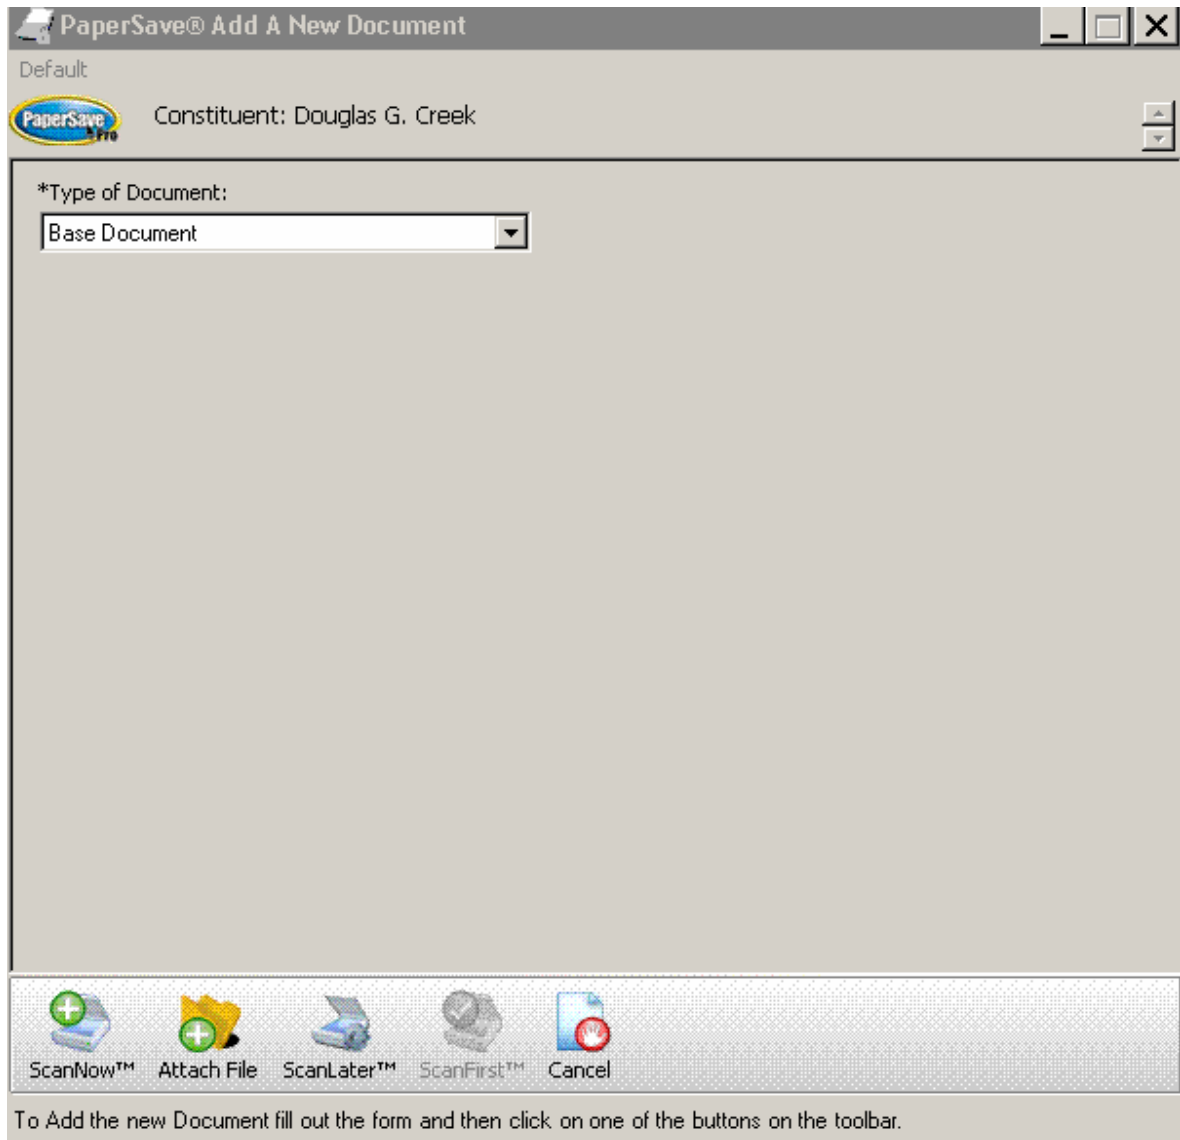 PaperSave® Add A New Document
Default
PaperSave Pro
Constituent: Douglas G. Creek
*Type of Document:
Base Document
ScanNow™ Attach File ScanLater™ ScanFirst™ Cancel
To Add the new Document fill out the form and then click on one of the buttons on the toolbar.